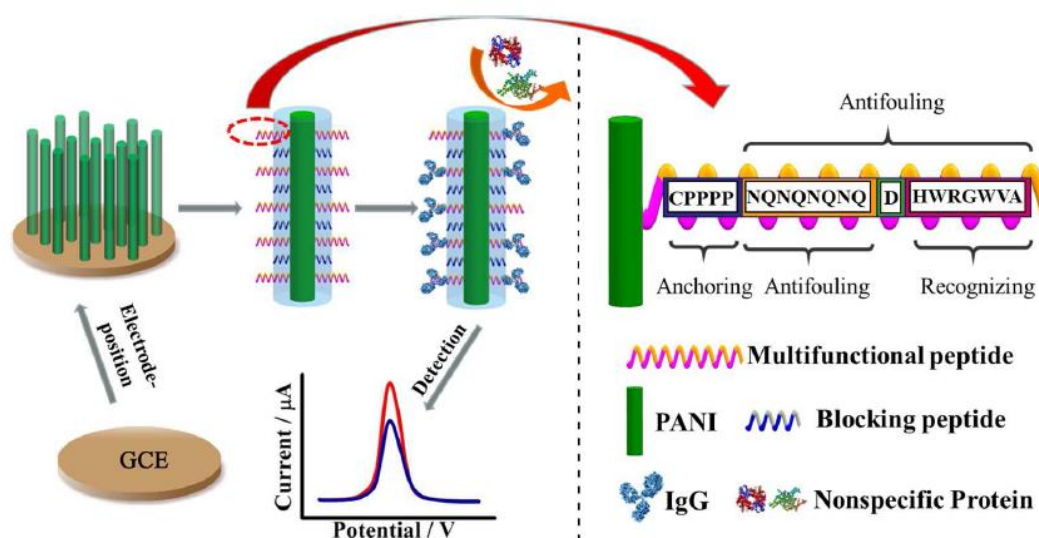 Electrode-
position
GCE
Detection
Current / μA
Potential / V
Antifouling
CPPPP
NQNQNQNQ
D
HWRGWVA
Anchoring
Antifouling
Recognizing
Multifunctional peptide
PANI
Blocking peptide
IgG
Nonspecific Protein